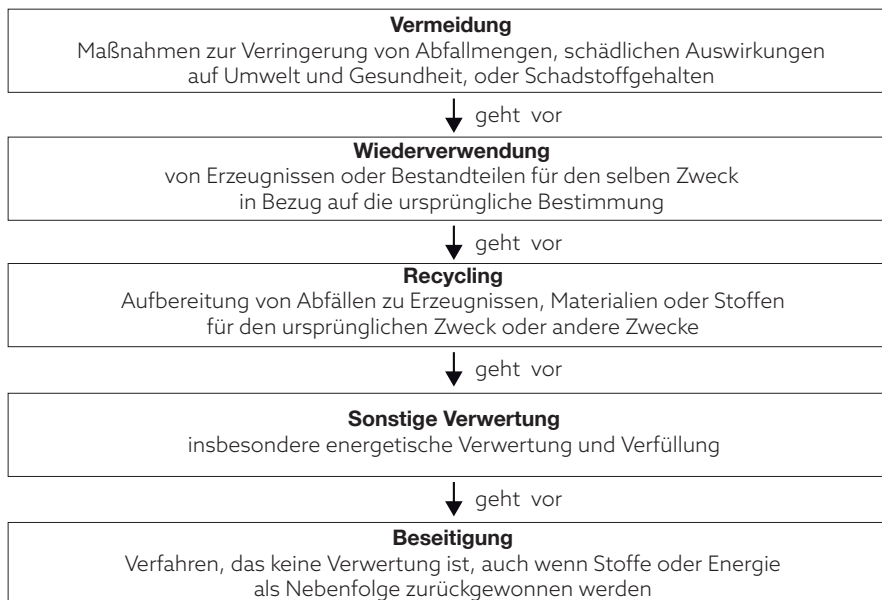 Vermeidung
Maßnahmen zur Verringerung von Abfallmengen, schädlichen Auswirkungen
auf Umwelt und Gesundheit, oder Schadstoffgehalten
geht vor
Wiederverwendung
von Erzeugnissen oder Bestandteilen für den selben Zweck
in Bezug auf die ursprüngliche Bestimmung
geht vor
Recycling
Aufbereitung von Abfällen zu Erzeugnissen, Materialien oder Stoffen
für den ursprünglichen Zweck oder andere Zwecke
geht vor
Sonstige Verwertung
insbesondere energetische Verwertung und Verfüllung
geht vor
Beseitigung
Verfahren, das keine Verwertung ist, auch wenn Stoffe oder Energie
als Nebenfolge zurückgewonnen werden